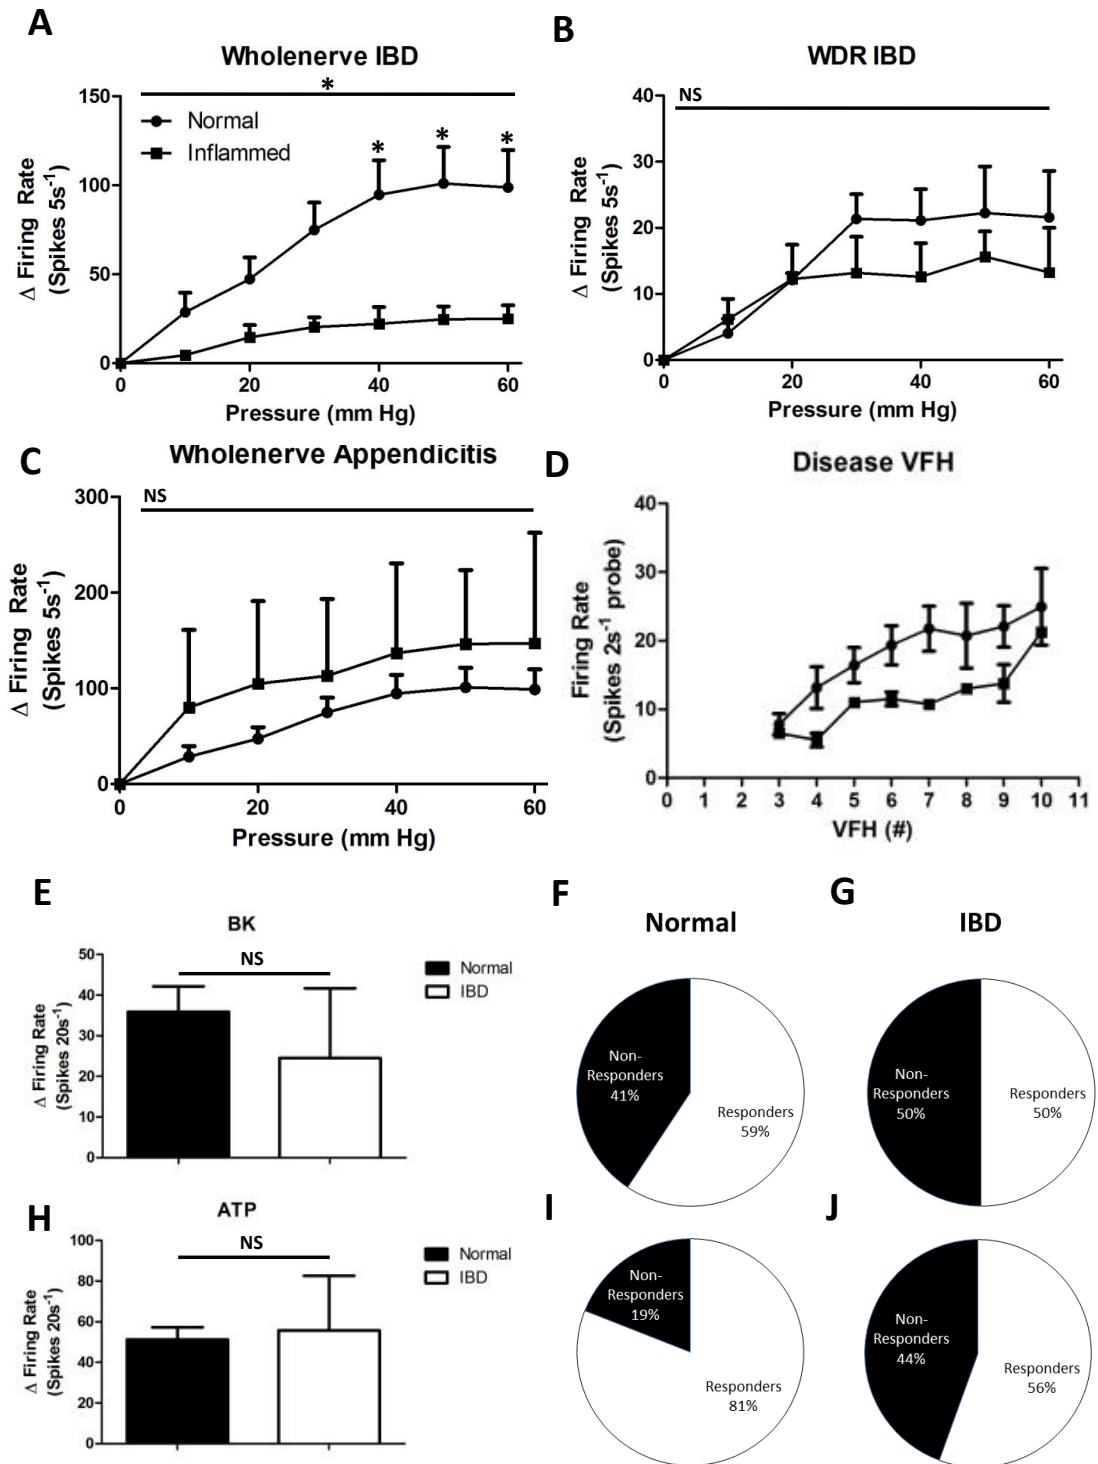 A
Wholenerve IBD
*
150
100
50
0
Δ Firing Rate
(Spikes 5s-1)
Normal
Inflammed
* * *
0 20 40 60
Pressure (mm Hg)
B
WDR IBD
NS
40
30
20
10
0
Δ Firing Rate
(Spikes 5s-1)
0 20 40 60
Pressure (mm Hg)
C
Wholenerve Appendicitis
NS
300
200
100
0
Δ Firing Rate
(Spikes 5s-1)
0 20 40 60
Pressure (mm Hg)
D
Disease VFH
40
30
20
10
0
Firing Rate
(Spikes 2s-1 probe)
0 1 2 3 4 5 6 7 8 9 10 11
VFH (#)
E
BK
NS
50
40
30
20
10
0
Δ Firing Rate
(Spikes 20s-1)
Normal
IBD
F
Normal
Non-
Responders
41%
Responders
59%
G
IBD
Non-
Responders
50%
Responders
50%
H
ATP
NS
100
80
60
40
20
0
Δ Firing Rate
(Spikes 20s-1)
Normal
IBD
I
Non-
Responders
19%
Responders
81%
J
Non-
Responders
44%
Responders
56%